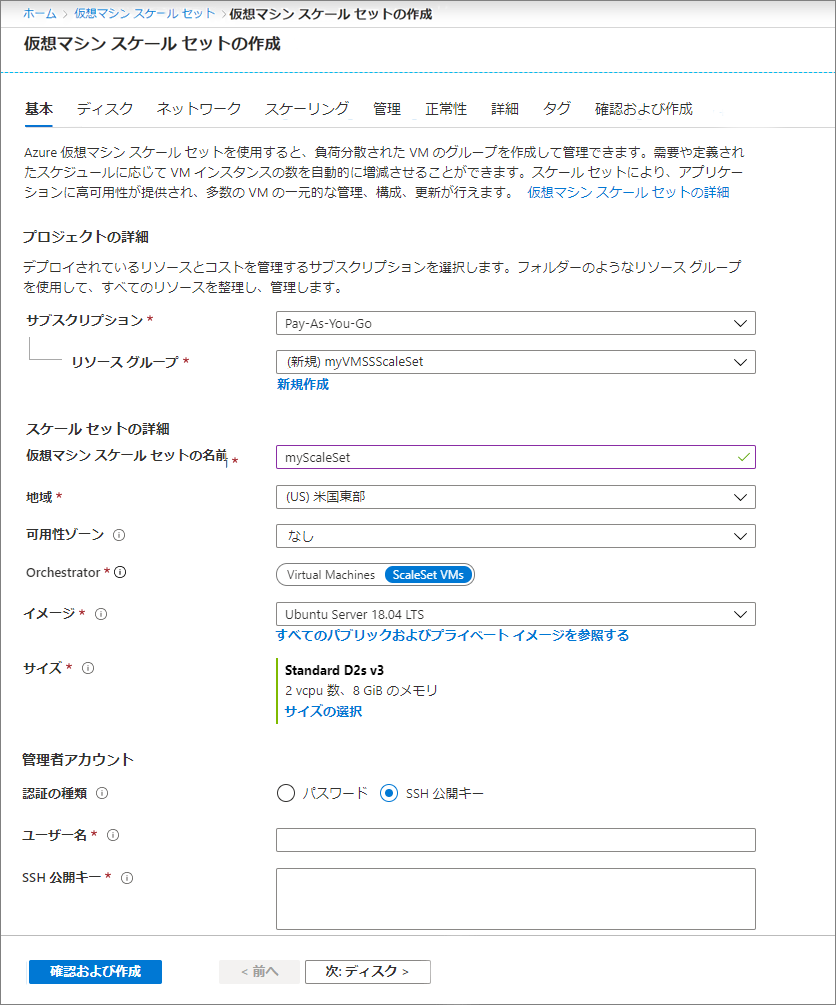 ホーム > 仮想マシン スケール セット > 仮想マシン スケール セットの作成
仮想マシン スケール セットの作成
基本 ディスク ネットワーク スケーリング 管理 正常性 詳細 タグ 確認および作成
Azure 仮想マシン スケール セットを使用すると、負荷分散された VM のグループを作成して管理できます。需要や定義され
たスケジュールに応じて VM インスタンスの数を自動的に増減させることができます。スケール セットにより、アプリケー
ションに高可用性が提供され、多数の VM の一元的な管理、構成、更新が行えます。 仮想マシン スケール セットの詳細
プロジェクトの詳細
デプロイされているリソースとコストを管理するサブスクリプションを選択します。フォルダーのようなリソース グループ
を使用して、すべてのリソースを整理し、管理します。
サブスクリプション * Pay-As-You-Go
リソース グループ * (新規) myVMSSScaleSet
新規作成
スケール セットの詳細
仮想マシン スケール セットの名前 * myScaleSet
地域 * (US) 米国東部
可用性ゾーン なし
Orchestrator * Virtual Machines ScaleSet VMs
イメージ * Ubuntu Server 18.04 LTS
すべてのパブリックおよびプライベート イメージを参照する
サイズ * Standard D2s v3
2 vcpu 数、8 GiB のメモリ
サイズの選択
管理者アカウント
認証の種類 パスワード SSH 公開キー
ユーザー名 *
SSH 公開キー *
確認および作成 < 前へ 次: ディスク >